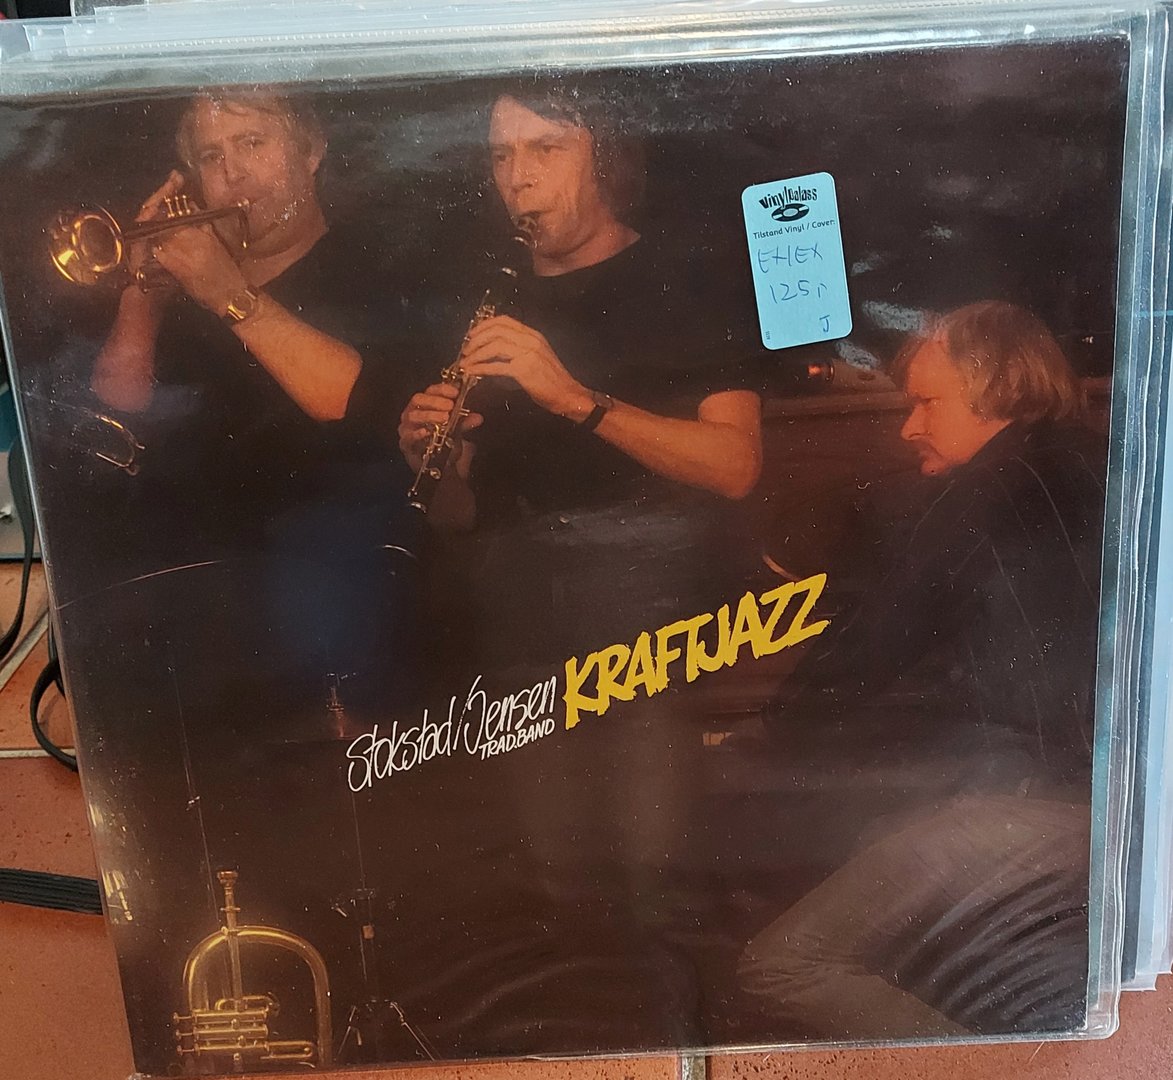 Vinylpalass
Tilstand Vinyl / Cover:
EX/EX
125,-
J
Stokstad/Jensen
TRAD.BAND
KRAFTJAZZ